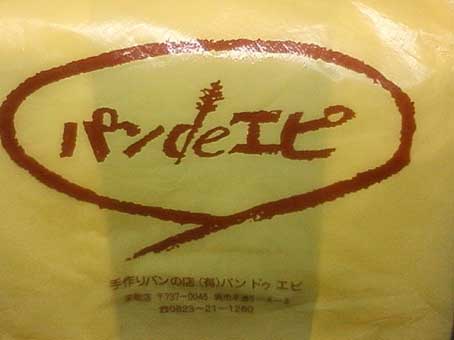 パンdeエピ
手作りパンの店 (有)パン ドゥ エピ
〒737-0045
☎0823-21-1260